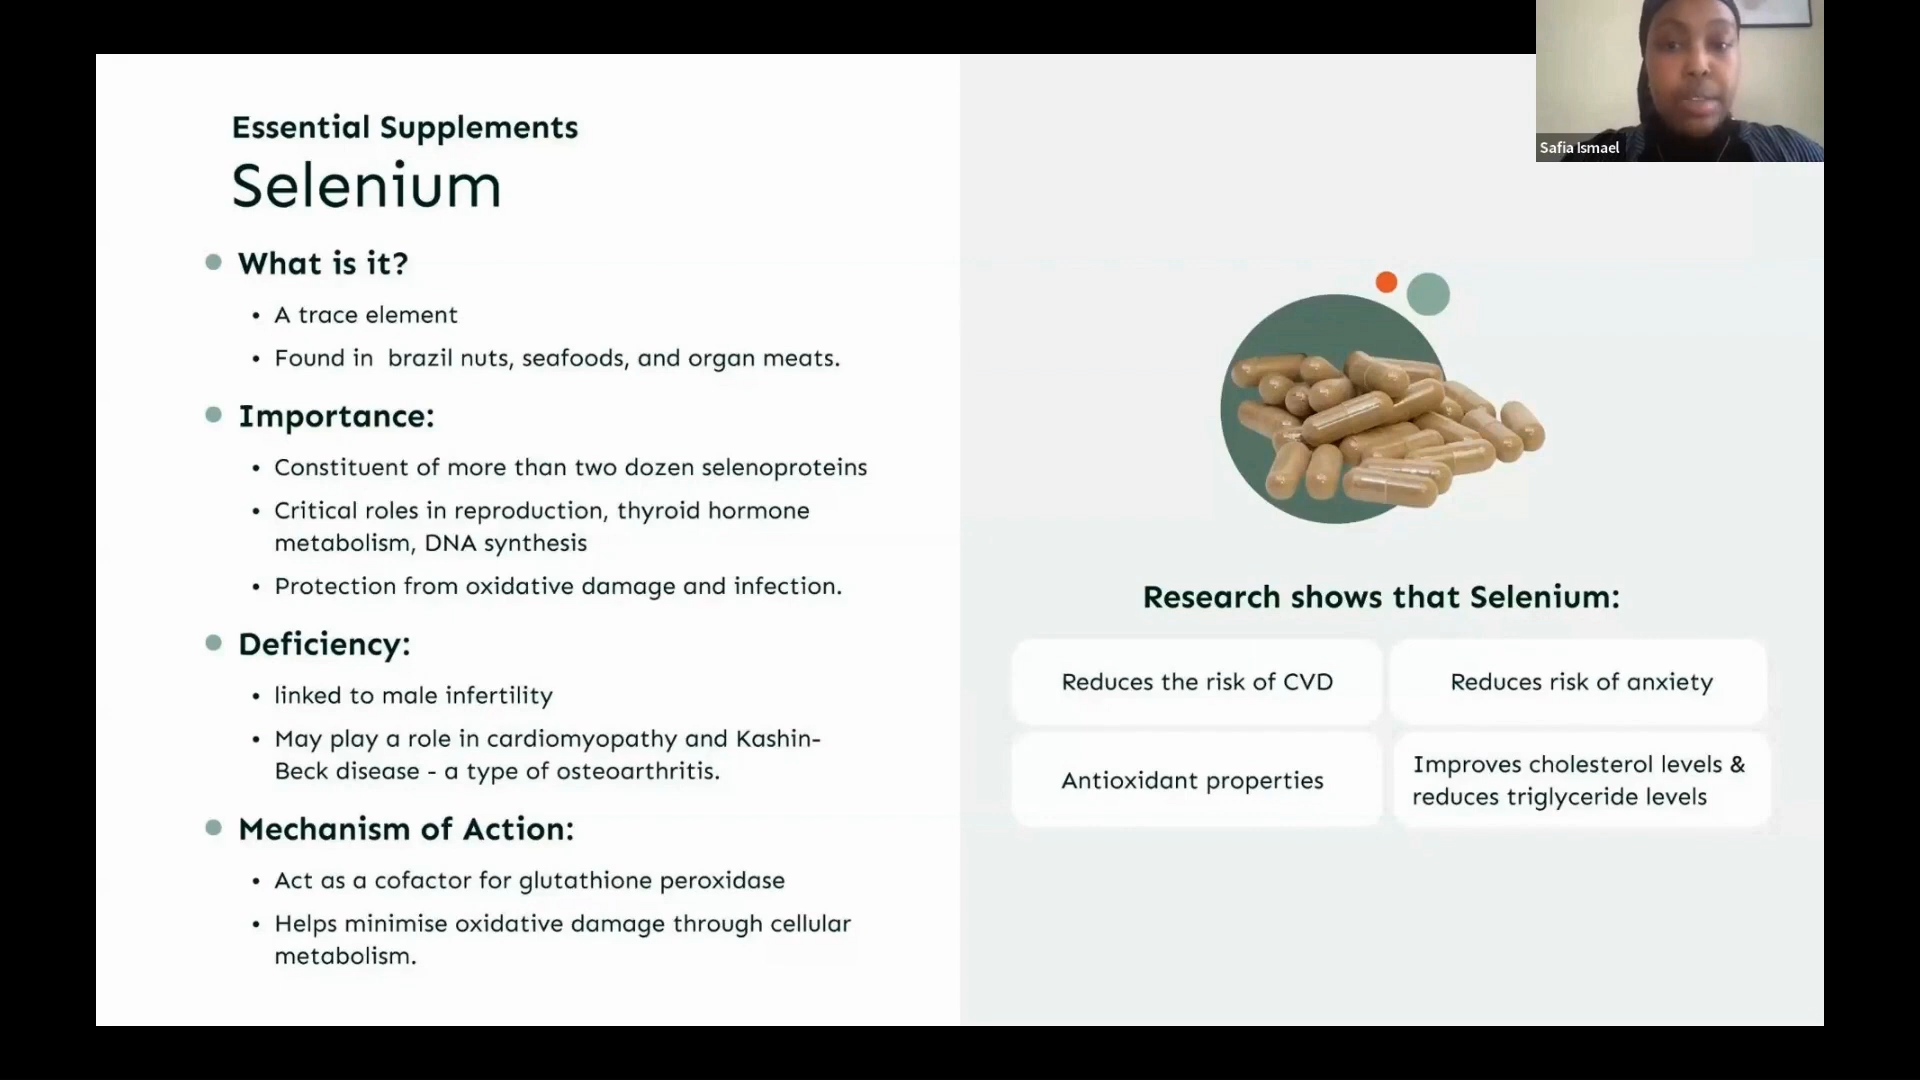 Essential Supplements
Selenium
What is it?
• A trace element
• Found in brazil nuts, seafoods, and organ meats.
Importance:
• Constituent of more than two dozen selenoproteins
• Critical roles in reproduction, thyroid hormone
metabolism, DNA synthesis
• Protection from oxidative damage and infection.
Deficiency:
• linked to male infertility
• May play a role in cardiomyopathy and Kashin-
Beck disease - a type of osteoarthritis.
Mechanism of Action:
• Act as a cofactor for glutathione peroxidase
• Helps minimise oxidative damage through cellular
metabolism.
Safia Ismael
Research shows that Selenium:
Reduces the risk of CVD
Reduces risk of anxiety
Antioxidant properties
Improves cholesterol levels &
reduces triglyceride levels